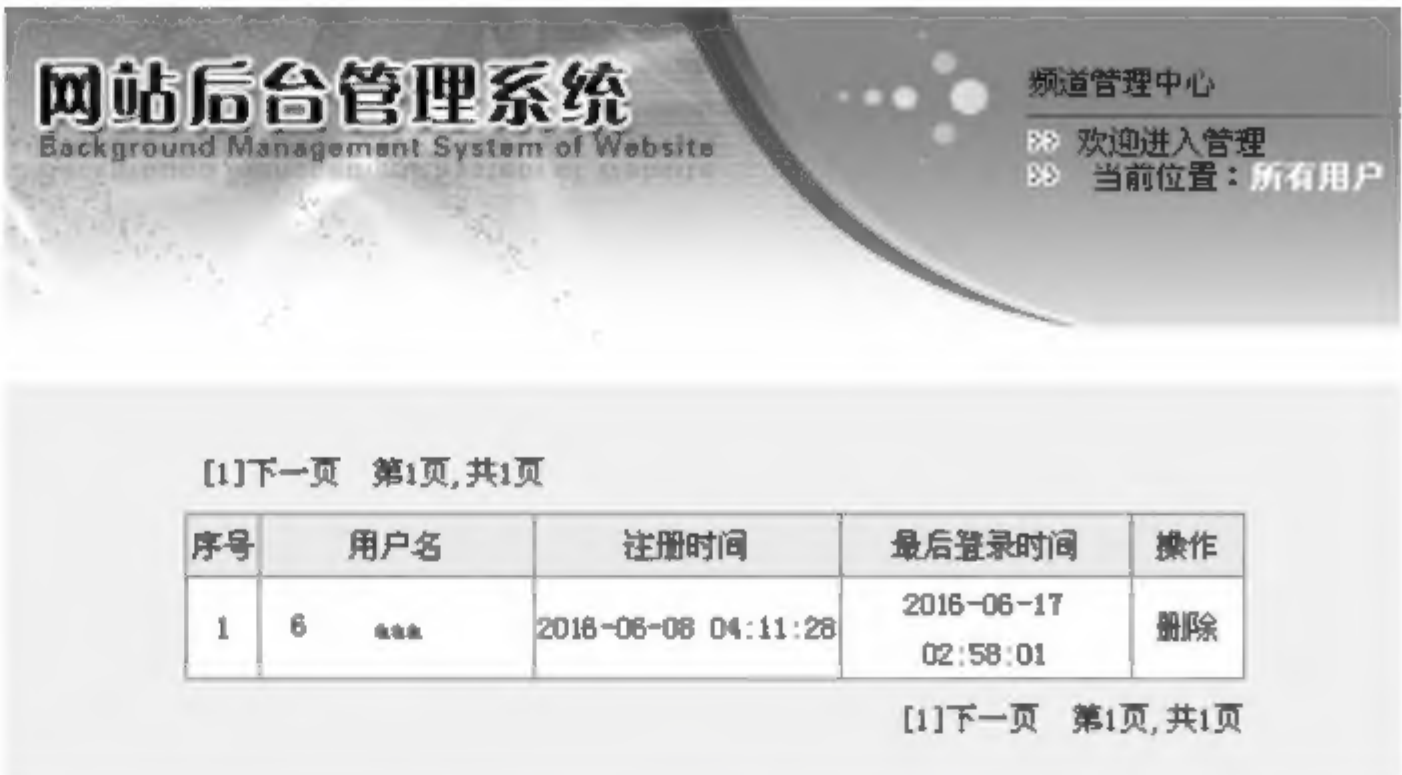 网站后台管理系统
Background Management System of Website
频道管理中心
欢迎进入管理
当前位置：所有用户
[1]下一页 第1页,共1页
序号 用户名 注册时间 最后登录时间 操作
1 6 aaa 2016-06-08 04:11:28 2016-06-17 删除
02:58:01
[1]下一页 第1页,共1页